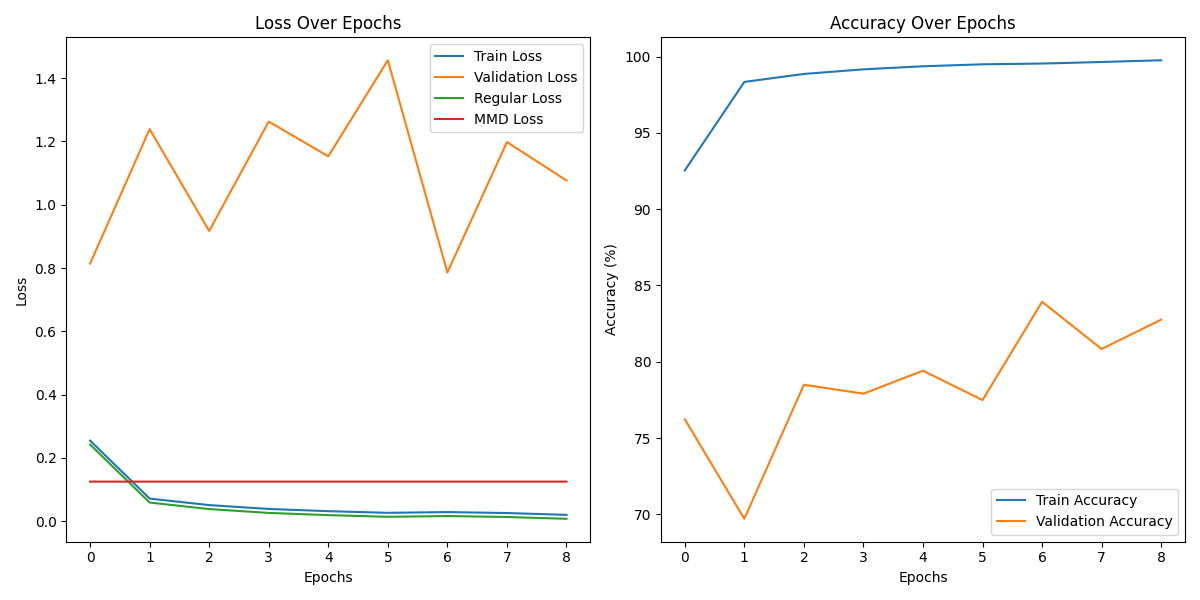 Loss Over Epochs
Loss
1.4
1.2
1.0
0.8
0.6
0.4
0.2
0.0
Train Loss
Validation Loss
Regular Loss
MMD Loss
0 1 2 3 4 5 6 7 8
Epochs
Accuracy Over Epochs
Accuracy (%)
100
95
90
85
80
75
70
Train Accuracy
Validation Accuracy
0 1 2 3 4 5 6 7 8
Epochs